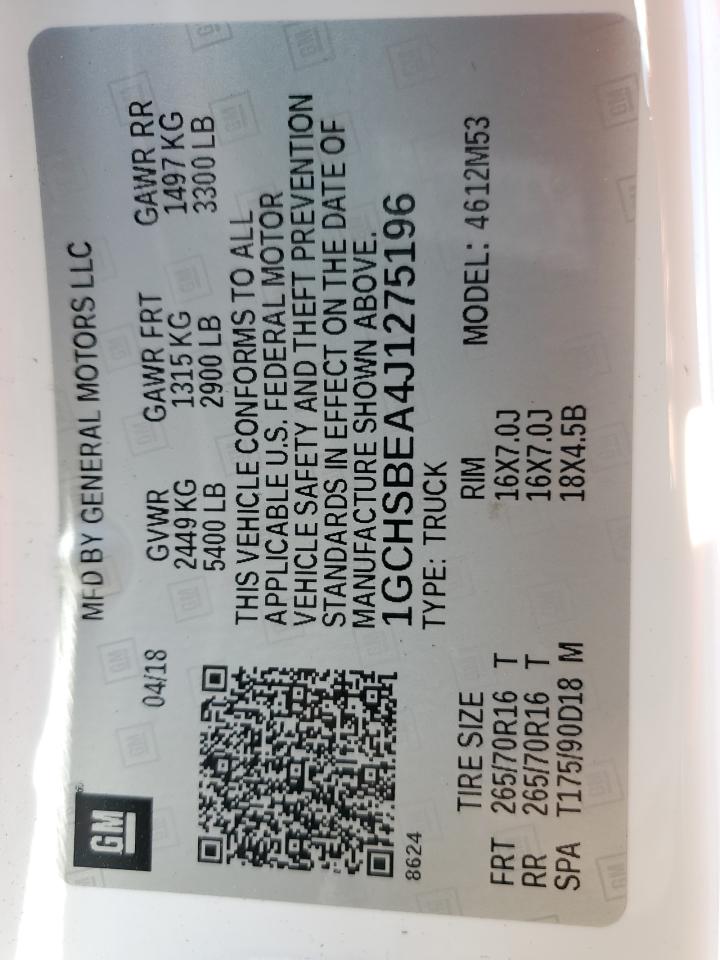 GM
MFD BY GENERAL MOTORS LLC
04/18
GVWR GAWR FRT GAWR RR
2449 KG 1315 KG 1497 KG
5400 LB 2900 LB 3300 LB
THIS VEHICLE CONFORMS TO ALL
APPLICABLE U.S. FEDERAL MOTOR
VEHICLE SAFETY AND THEFT PREVENTION
STANDARDS IN EFFECT ON THE DATE OF
MANUFACTURE SHOWN ABOVE.
1GCHSBEA4J1275196
8624
TYPE: TRUCK
TIRE SIZE RIM MODEL: 4612M53
FRT 265/70R16 T 16X7.0J
RR 265/70R16 T 16X7.0J
SPA T175/90D18 M 18X4.5B